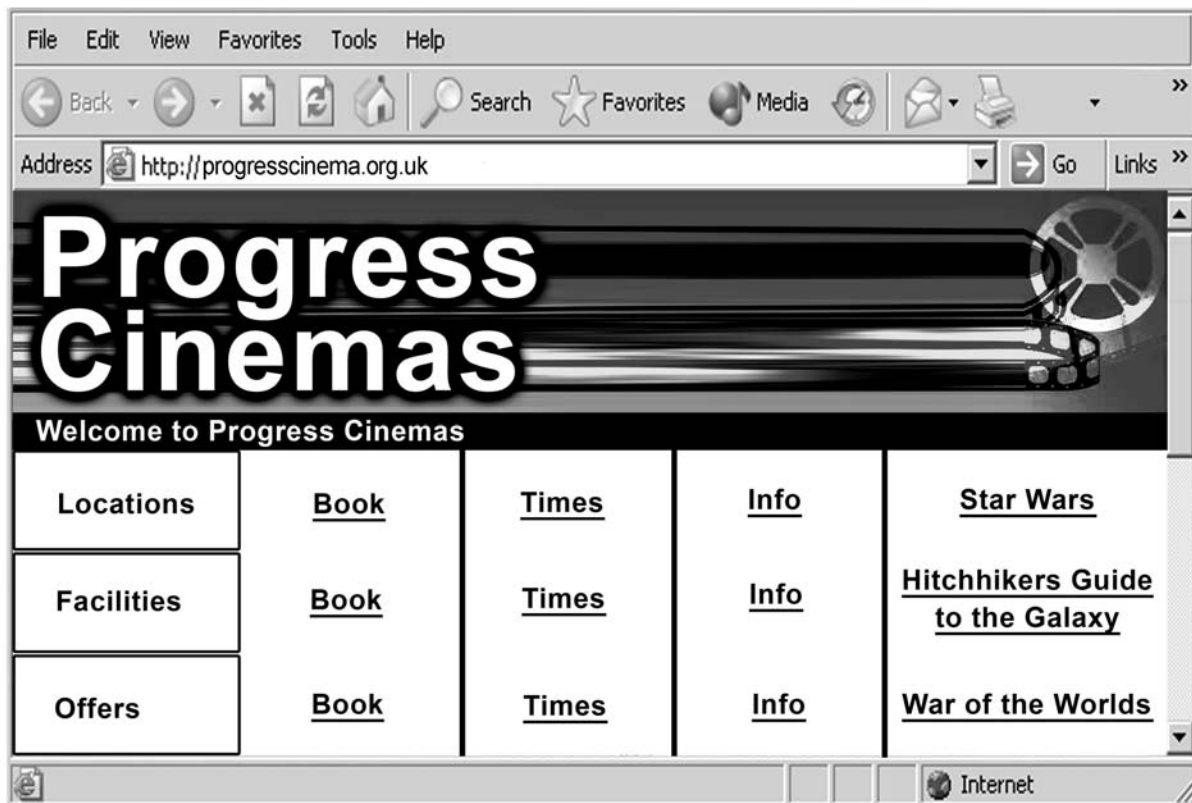 File Edit View Favorites Tools Help
Back Search Favorites Media »
Address http://progresscinema.org.uk Go Links »
Progress
Cinemas
Welcome to Progress Cinemas
Locations Book Times Info Star Wars
Facilities Book Times Info Hitchhikers Guide
to the Galaxy
Offers Book Times Info War of the Worlds
Internet